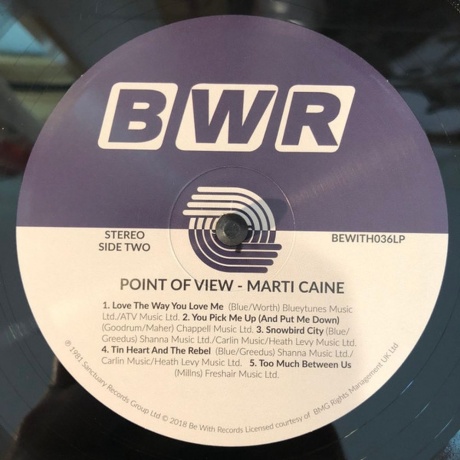 BWR
STEREO
SIDE TWO
BEWITH036LP
POINT OF VIEW - MARTI CAINE
1. Love The Way You Love Me (Blue/Worth) Blueytunes Music
Ltd./ATV Music Ltd. 2. You Pick Me Up (And Put Me Down)
(Goodrum/Maher) Chappell Music Ltd. 3. Snowbird City (Blue/
Greedus) Shanna Music Ltd./Carlin Music/Heath Levy Music Ltd.
4. Tin Heart And The Rebel (Blue/Greedus) Shanna Music Ltd./
Carlin Music/Heath Levy Music Ltd. 5. Too Much Between Us
(Millns) Freshair Music Ltd.
℗ 1981 Sanctuary Records Group Ltd © 2018 Be With Records Licensed courtesy of BMG Rights Management UK Ltd